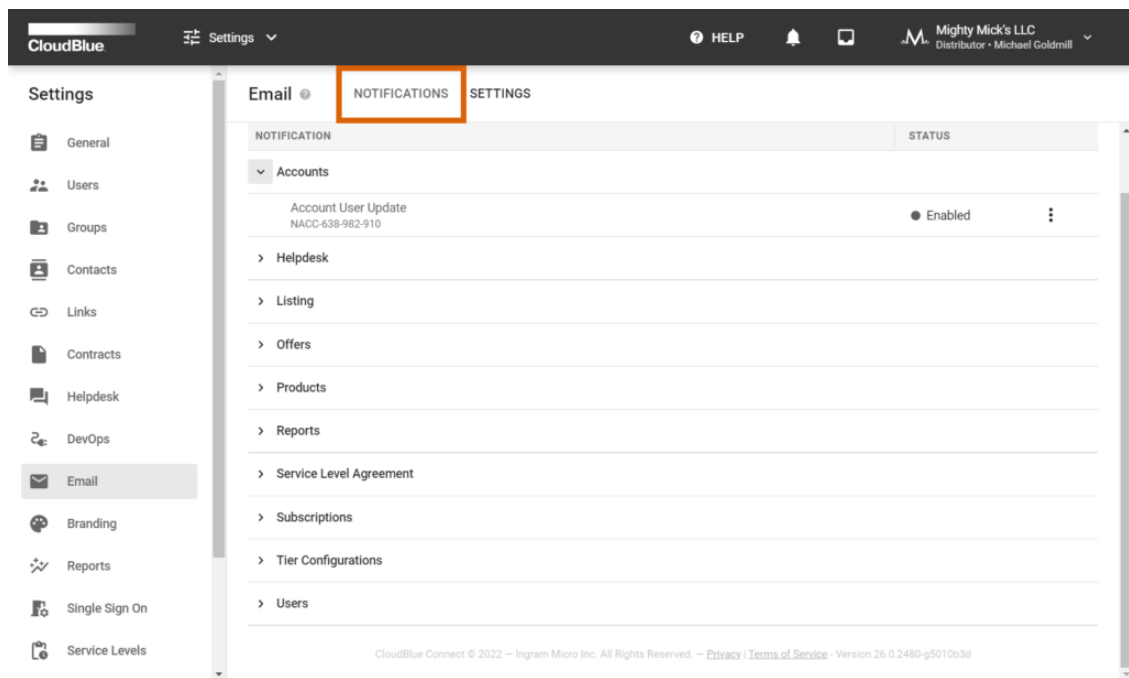 CloudBlue
Settings
HELP
Mighty Mick's LLC
Distributor • Michael Goldmill
M
Settings
General
Users
Groups
Contacts
Links
Contracts
Helpdesk
DevOps
Email
Branding
Reports
Single Sign On
Service Levels
Email
NOTIFICATIONS
SETTINGS
NOTIFICATION
STATUS
Accounts
Account User Update
NACC-638-982-910
Enabled
Helpdesk
Listing
Offers
Products
Reports
Service Level Agreement
Subscriptions
Tier Configurations
Users
CloudBlue Connect © 2022 — Ingram Micro Inc. All Rights Reserved. — Privacy | Terms of Service - Version 26.0.2480-g5010b3d